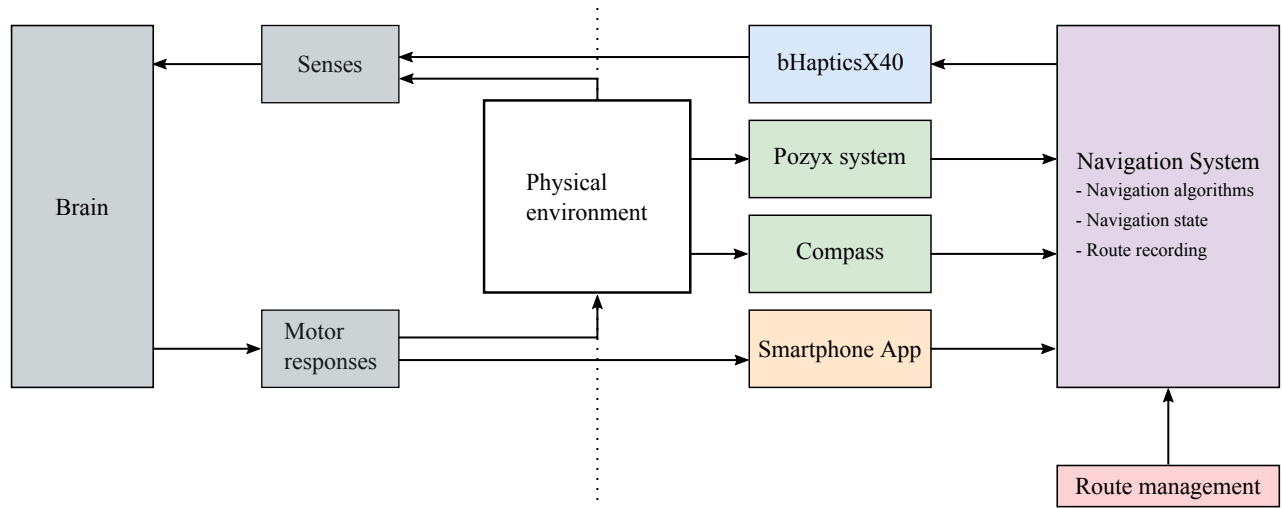 Senses
bHapticsX40
Brain
Physical
environment
Pozyx system
Compass
Navigation System
- Navigation algorithms
- Navigation state
- Route recording
Motor
responses
Smartphone App
Route management